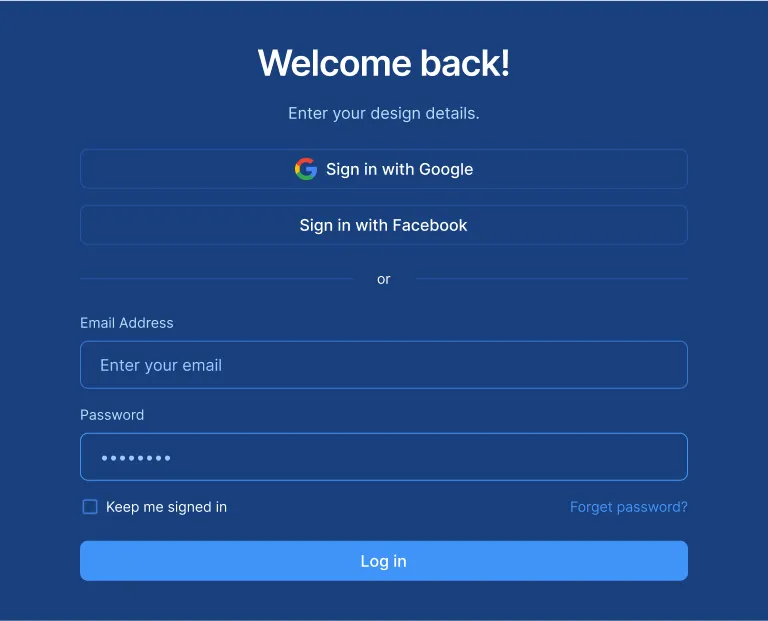 Welcome back!
Enter your design details.
Sign in with Google
Sign in with Facebook
or
Email Address
Enter your email
Password
••••••••
Keep me signed in
Forget password?
Log in